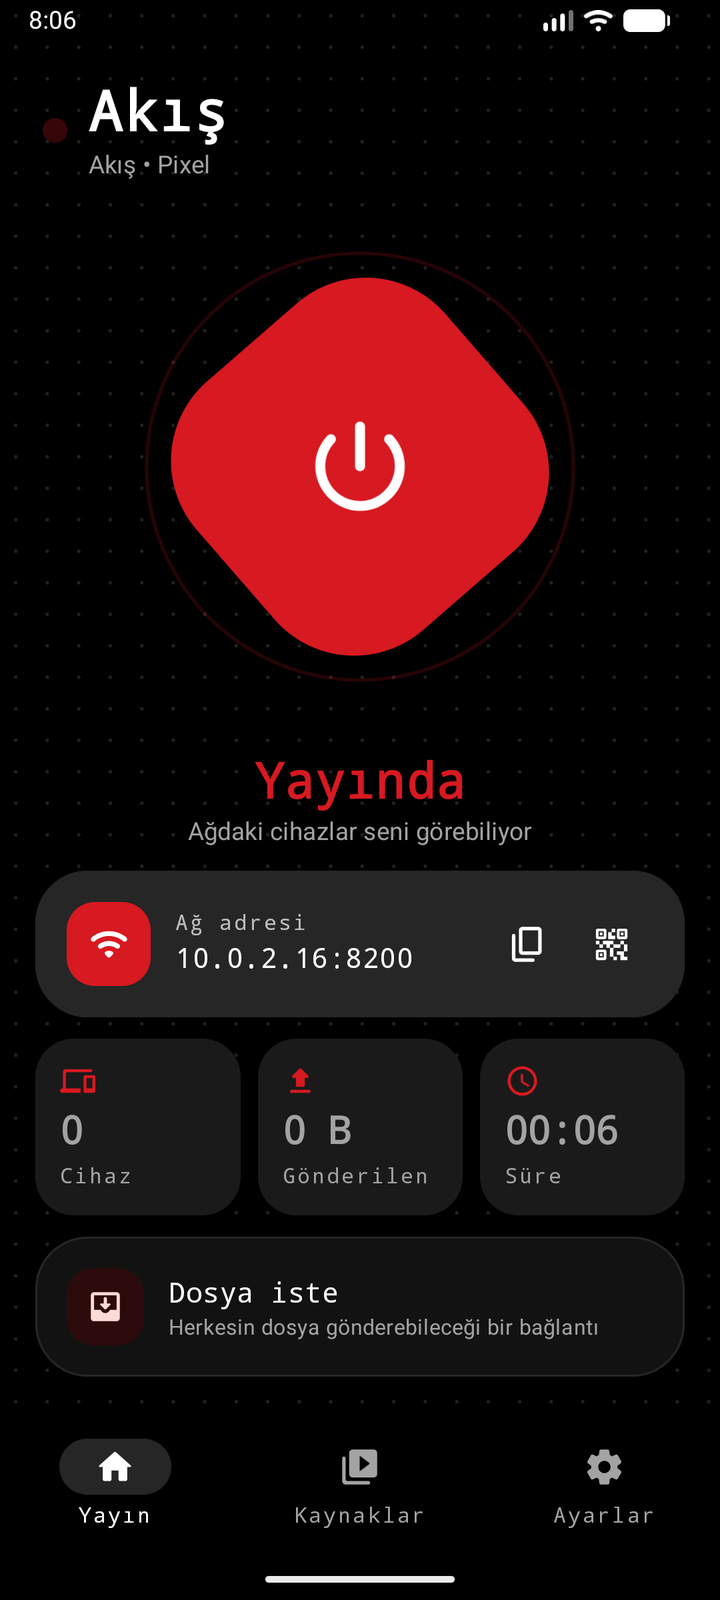 8:06
Akış
Akış • Pixel
Yayında
Ağdaki cihazlar seni görebiliyor
Ağ adresi
10.0.2.16:8200
0
Cihaz
0 B
Gönderilen
00:06
Süre
Dosya iste
Herkesin dosya gönderebileceği bir bağlantı
Yayın
Kaynaklar
Ayarlar